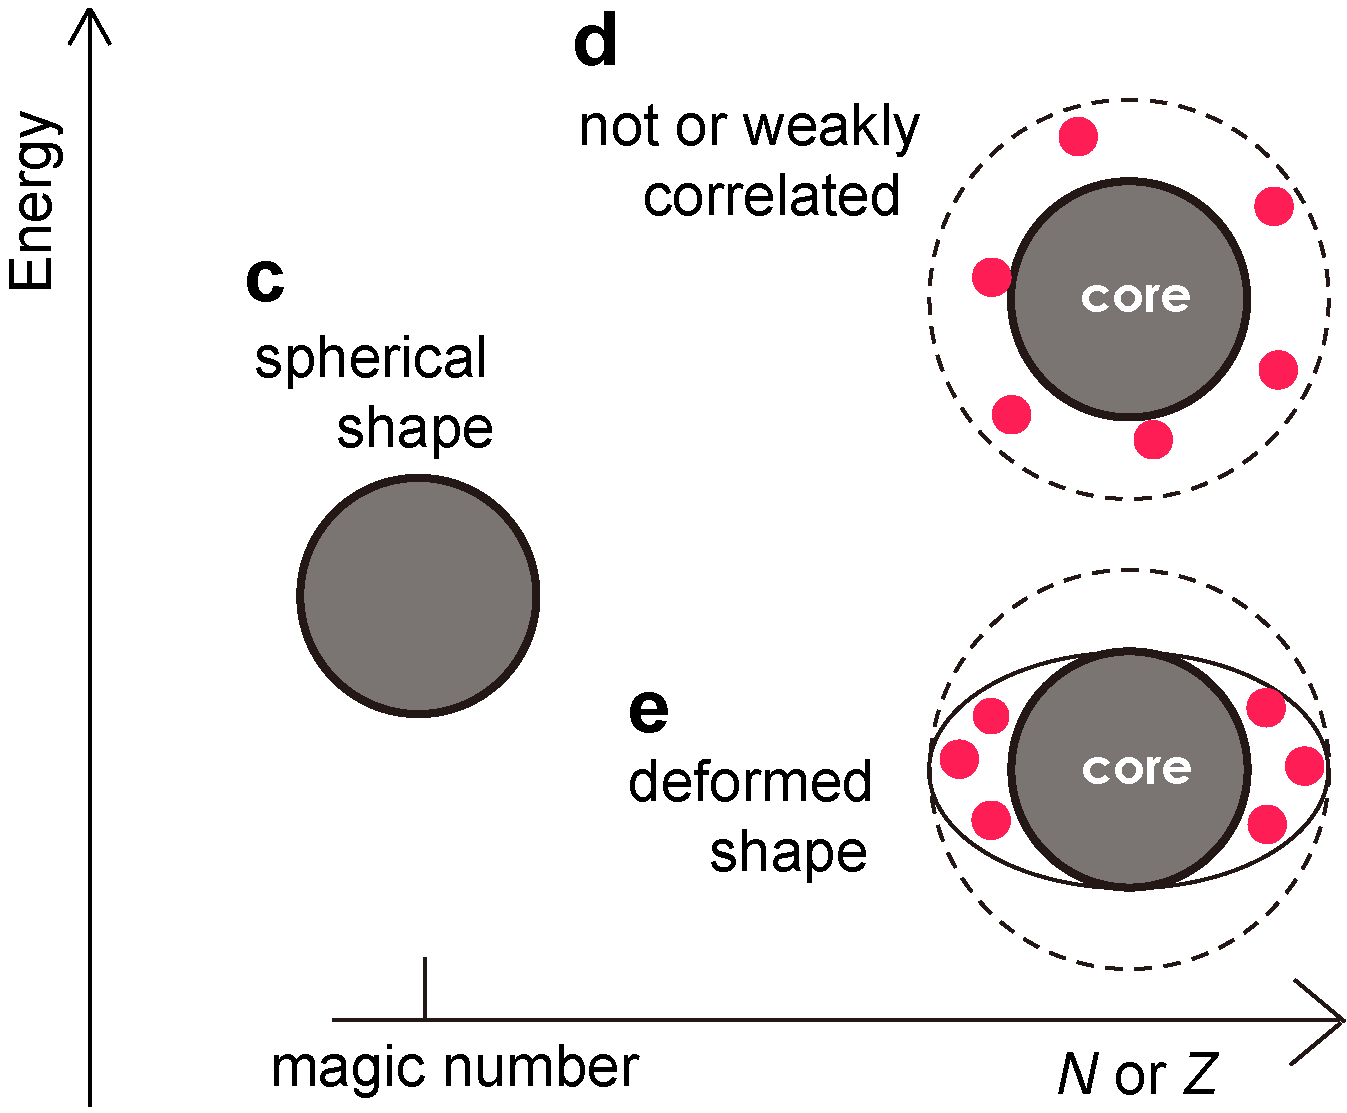 Energy
c
spherical
shape
d
not or weakly
correlated
core
e
deformed
shape
core
magic number
N or Z